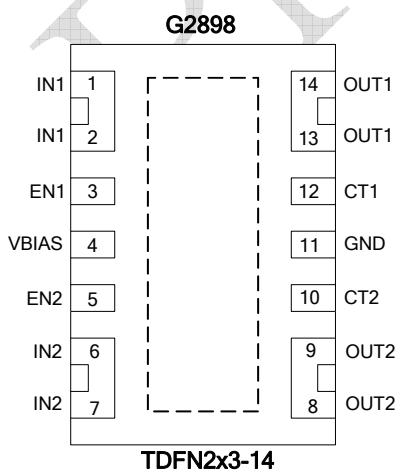 G2898
IN1 1 14 OUT1
IN1 2 13 OUT1
EN1 3 12 CT1
VBIAS 4 11 GND
EN2 5 10 CT2
IN2 6 9 OUT2
IN2 7 8 OUT2
TDFN2x3-14